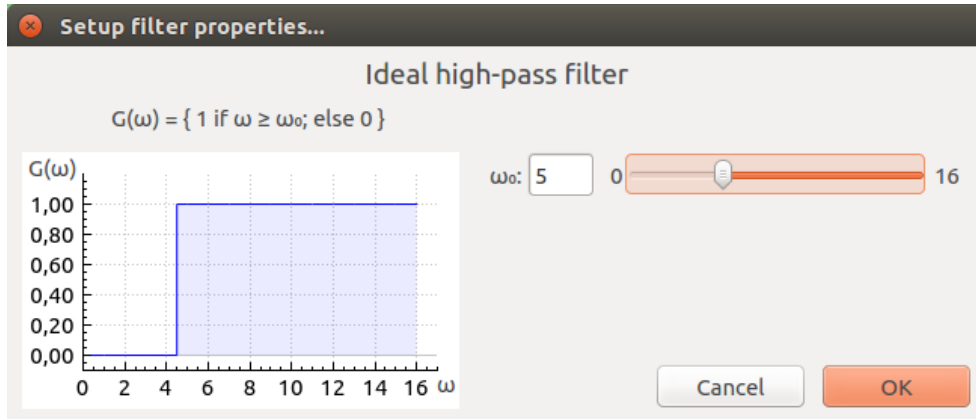 Setup filter properties...
Ideal high-pass filter
G(ω) = { 1 if ω ≥ ω₀; else 0 }
G(ω)
1,00
0,80
0,60
0,40
0,20
0,00
0 2 4 6 8 10 12 14 16 ω
ω₀: 5 0 16
Cancel OK